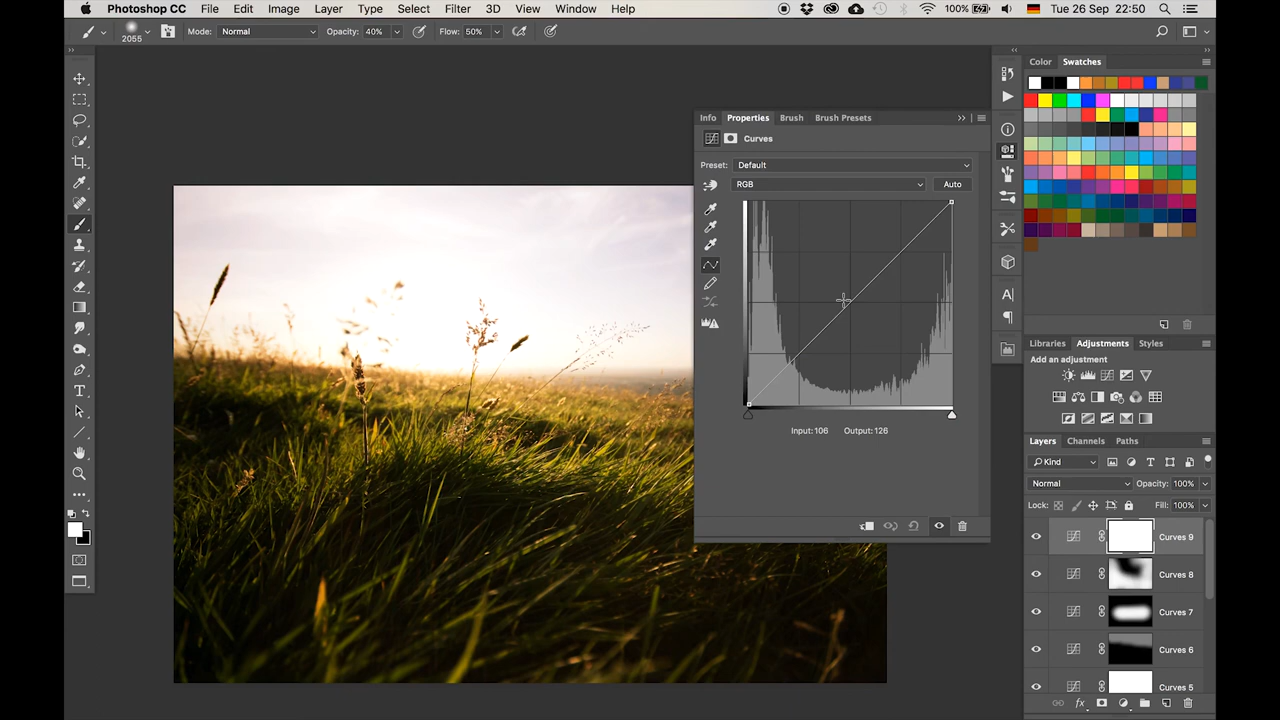 Photoshop CC File Edit Image Layer Type Select Filter 3D View Window Help 100% Tue 26 Sep 22:50
2055 Mode: Normal Opacity: 40% Flow: 50%
Color Swatches
Info Properties Brush Brush Presets
Curves
Preset: Default
RGB Auto
Input: 106 Output: 126
Libraries Adjustments Styles
Add an adjustment
Layers Channels Paths
Kind
Normal Opacity: 100%
Lock: Fill: 100%
Curves 9
Curves 8
Curves 7
Curves 6
Curves 5